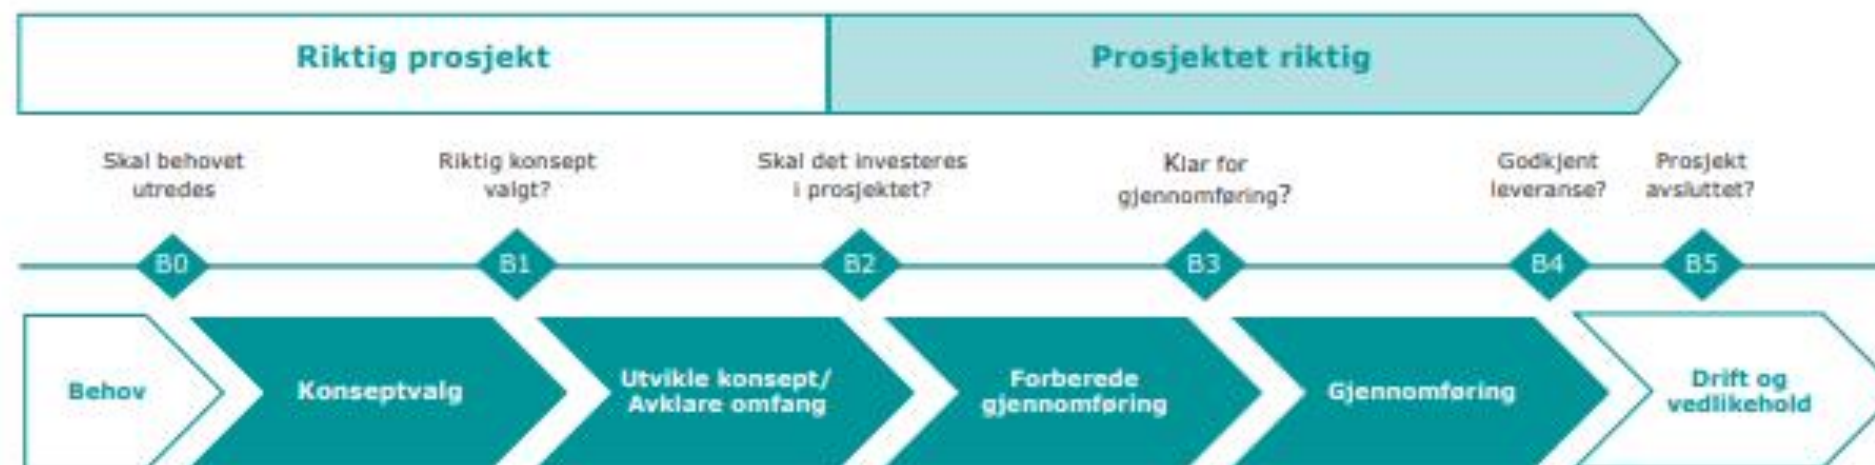 Riktig prosjekt
Prosjektet riktig
Skal behovet
utredes
Riktig konsept
valgt?
Skal det investeres
i prosjektet?
Klar for
gjennomføring?
Godkjent
leveranse?
Prosjekt
avsluttet?
B0
B1
B2
B3
B4
B5
Behov
Konseptvalg
Utvikle konsept/
Avklare omfang
Forberede
gjennomføring
Gjennomføring
Drift og
vedlikehold